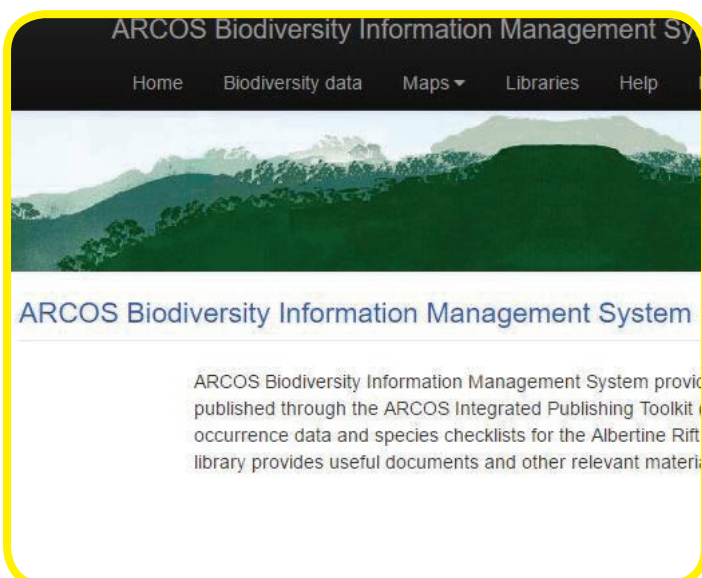 ARCOS Biodiversity Information Management Sy
Home Biodiversity data Maps Libraries Help
ARCOS Biodiversity Information Management System
ARCOS Biodiversity Information Management System provid
published through the ARCOS Integrated Publishing Toolkit (
occurrence data and species checklists for the Albertine Rift
library provides useful documents and other relevant materia